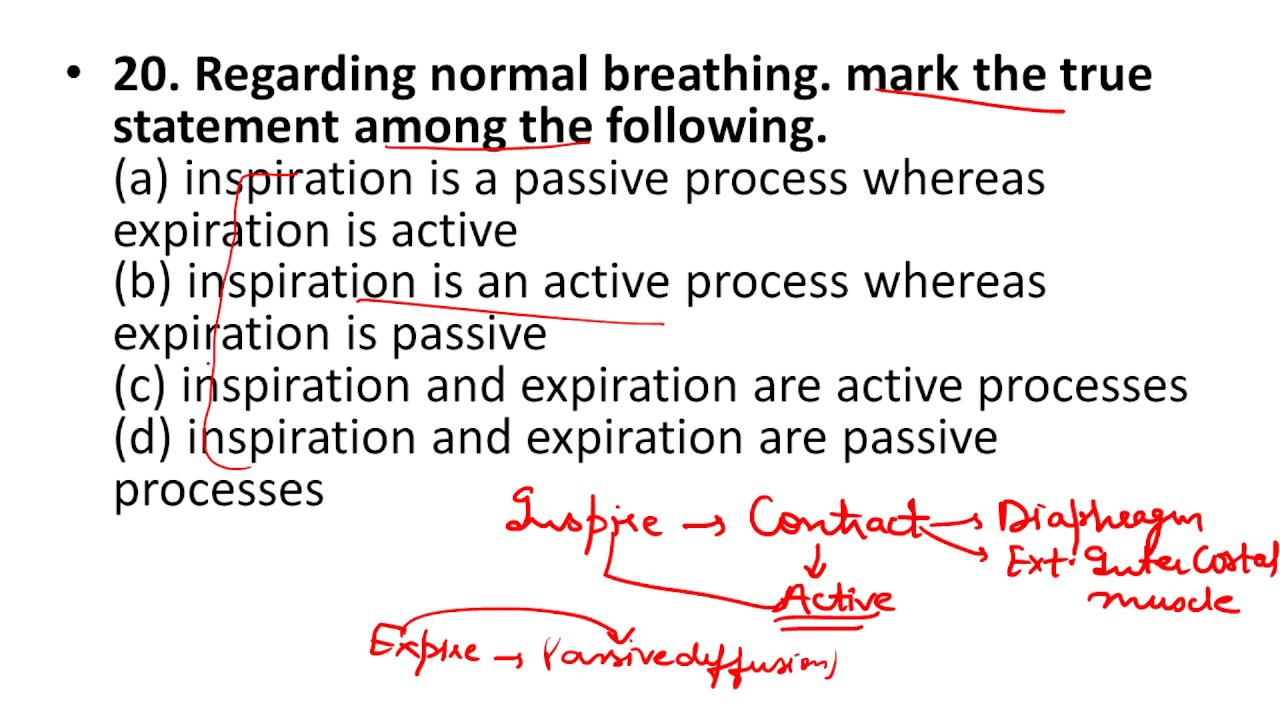 • 20. Regarding normal breathing. mark the true
statement among the following.
(a) inspiration is a passive process whereas
expiration is active
(b) inspiration is an active process whereas
expiration is passive
(c) inspiration and expiration are active processes
(d) inspiration and expiration are passive
processes
Inspire → Contract → Diaphragm
→ Ext. Inter Costal
muscle
↓
Active
Expire → (Passive diffusion)